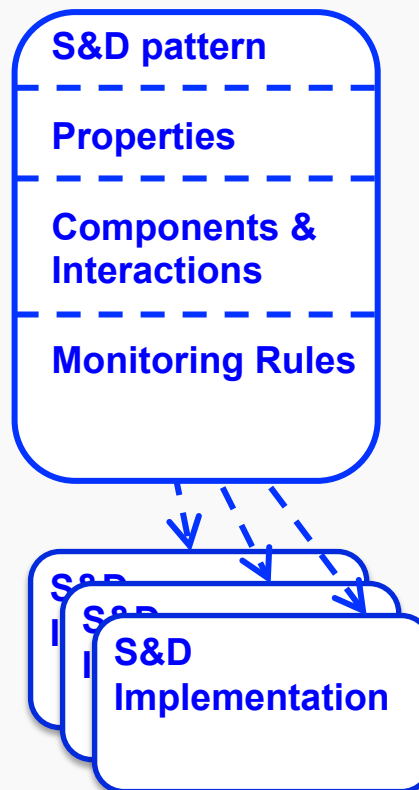 S&D pattern
Properties
Components &
Interactions
Monitoring Rules
S&D
I
S&D
I
S&D
Implementation